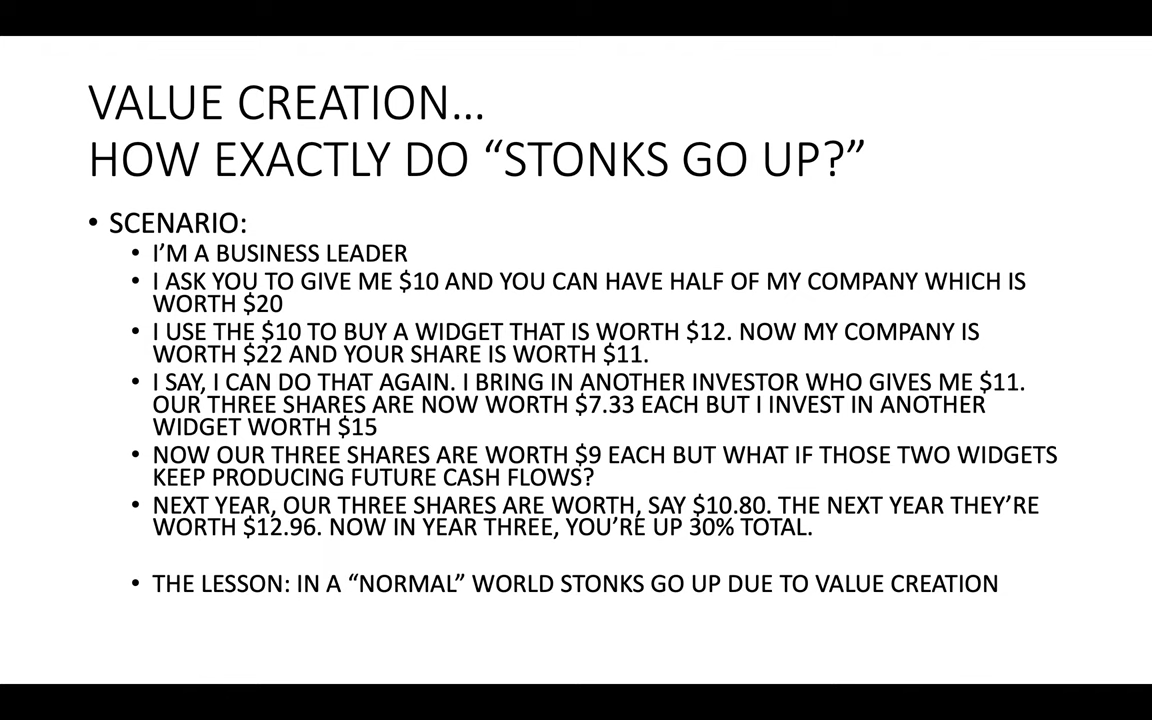 VALUE CREATION…
HOW EXACTLY DO “STONKS GO UP?”
• SCENARIO:
• I’M A BUSINESS LEADER
• I ASK YOU TO GIVE ME $10 AND YOU CAN HAVE HALF OF MY COMPANY WHICH IS
WORTH $20
• I USE THE $10 TO BUY A WIDGET THAT IS WORTH $12. NOW MY COMPANY IS
WORTH $22 AND YOUR SHARE IS WORTH $11.
• I SAY, I CAN DO THAT AGAIN. I BRING IN ANOTHER INVESTOR WHO GIVES ME $11.
OUR THREE SHARES ARE NOW WORTH $7.33 EACH BUT I INVEST IN ANOTHER
WIDGET WORTH $15
• NOW OUR THREE SHARES ARE WORTH $9 EACH BUT WHAT IF THOSE TWO WIDGETS
KEEP PRODUCING FUTURE CASH FLOWS?
• NEXT YEAR, OUR THREE SHARES ARE WORTH, SAY $10.80. THE NEXT YEAR THEY’RE
WORTH $12.96. NOW IN YEAR THREE, YOU’RE UP 30% TOTAL.
• THE LESSON: IN A “NORMAL” WORLD STONKS GO UP DUE TO VALUE CREATION